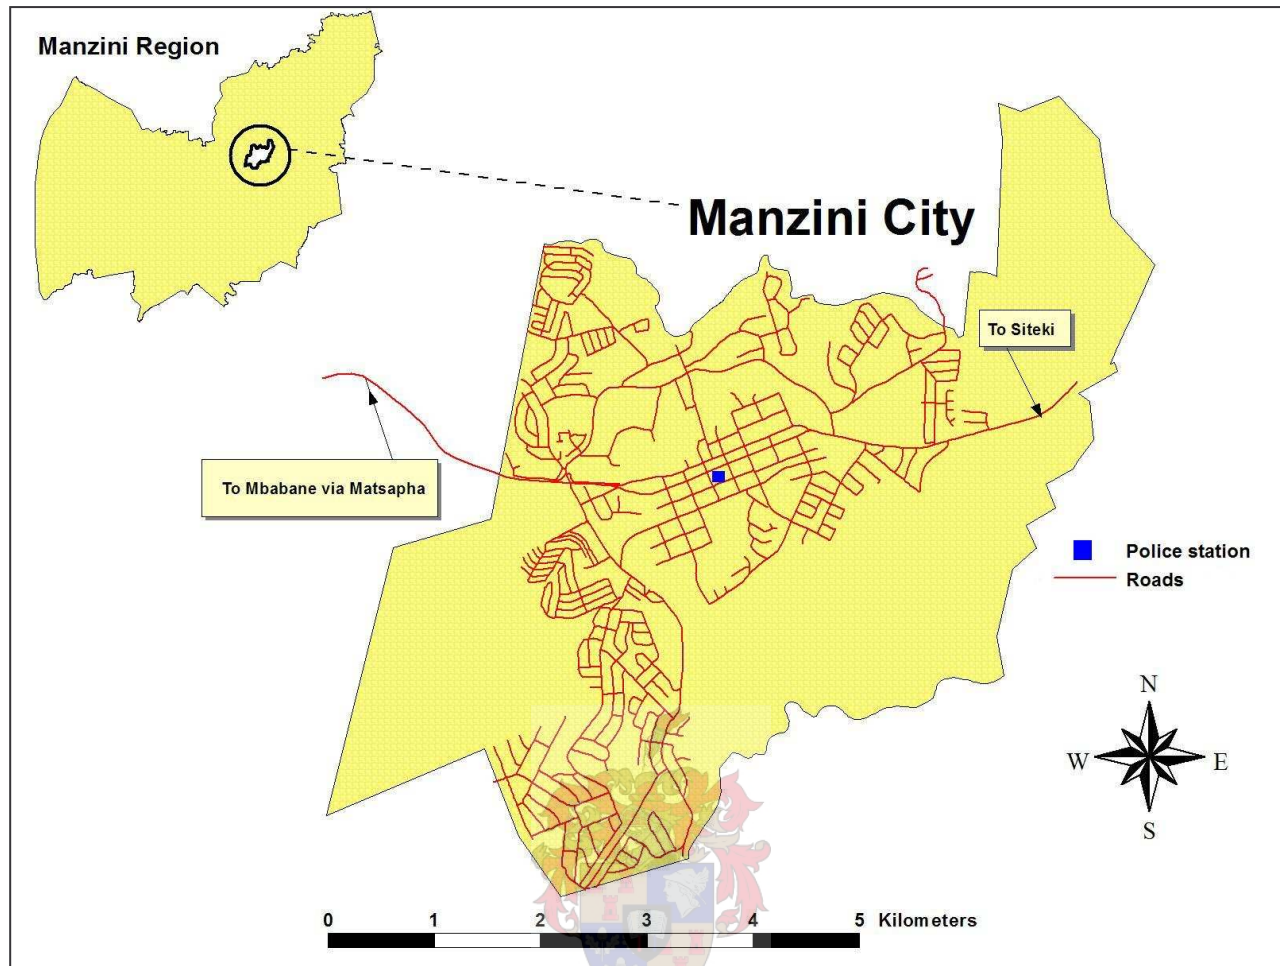 Manzini Region
Manzini City
To Siteki
To Mbabane via Matsapha
Police station
Roads
N
W
E
S
0 1 2 3 4 5 Kilometers